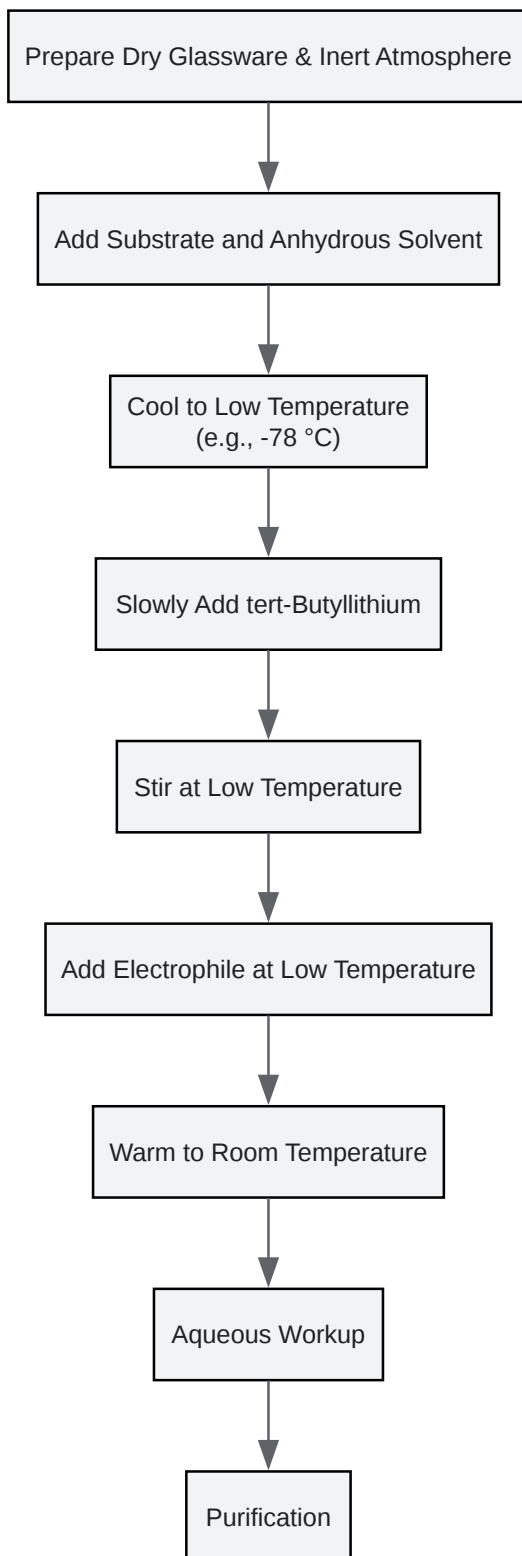 Prepare Dry Glassware & Inert Atmosphere
Add Substrate and Anhydrous Solvent
Cool to Low Temperature
(e.g., -78 °C)
Slowly Add tert-Butyllithium
Stir at Low Temperature
Add Electrophile at Low Temperature
Warm to Room Temperature
Aqueous Workup
Purification